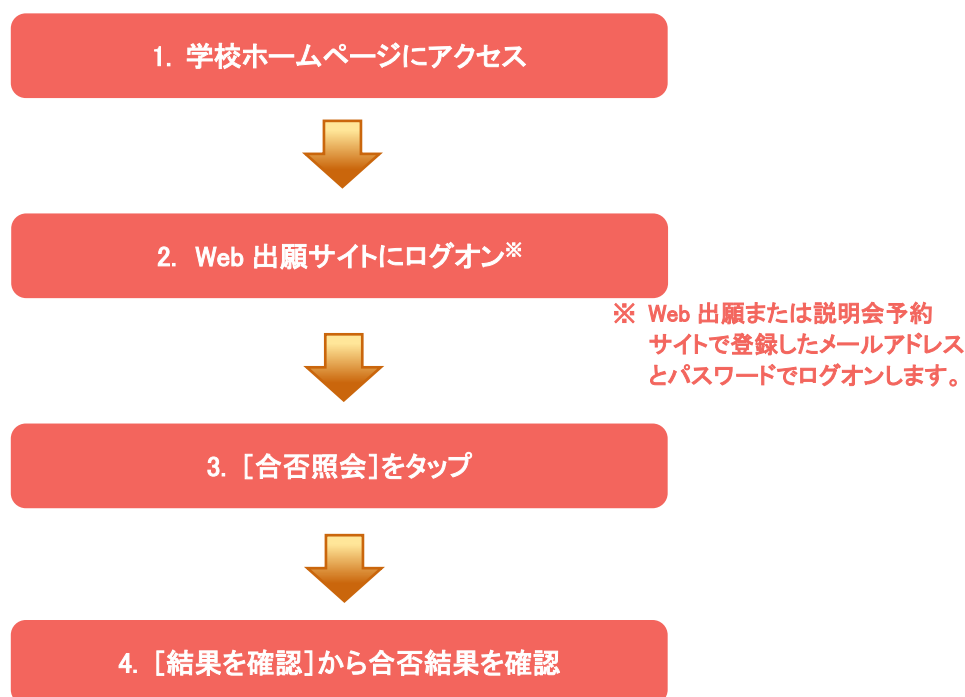 1. 学校ホームページにアクセス
2. Web 出願サイトにログオン※
※ Web 出願または説明会予約
サイトで登録したメールアドレス
とパスワードでログオンします。
3. [合否照会]をタップ
4. [結果を確認]から合否結果を確認